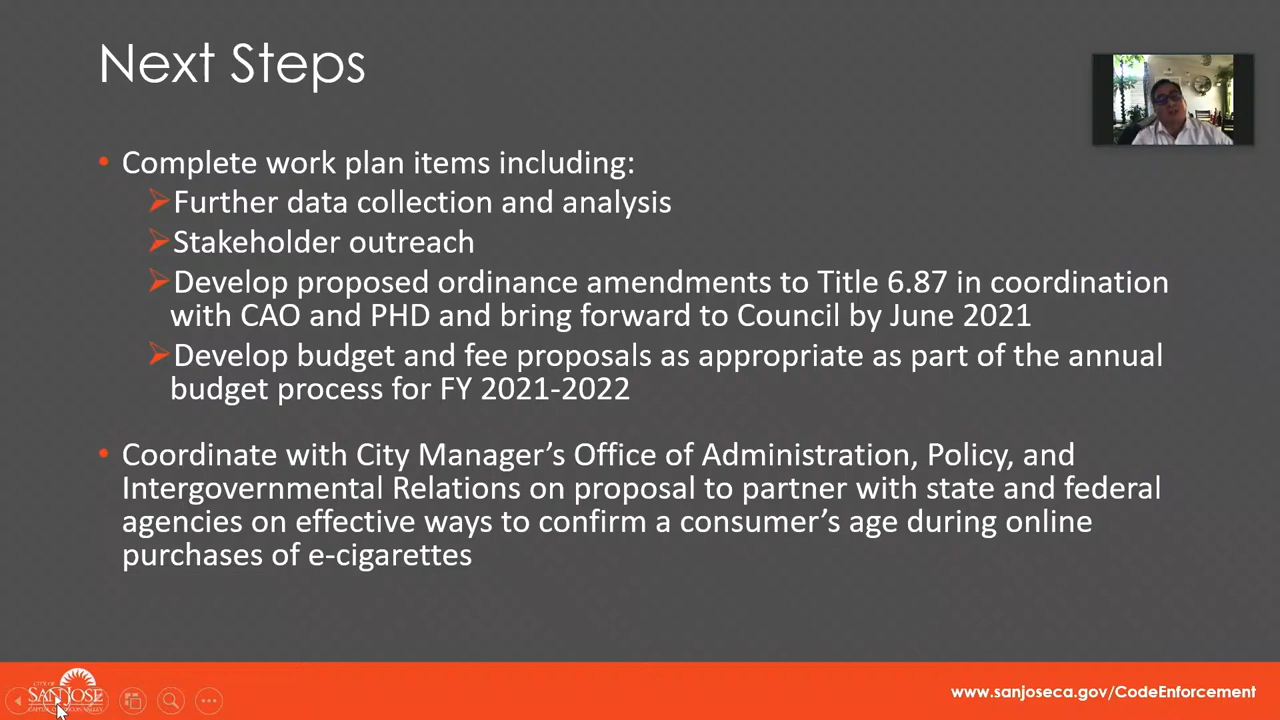 Next Steps
• Complete work plan items including:
➢Further data collection and analysis
➢Stakeholder outreach
➢Develop proposed ordinance amendments to Title 6.87 in coordination
with CAO and PHD and bring forward to Council by June 2021
➢Develop budget and fee proposals as appropriate as part of the annual
budget process for FY 2021-2022
• Coordinate with City Manager’s Office of Administration, Policy, and
Intergovernmental Relations on proposal to partner with state and federal
agencies on effective ways to confirm a consumer’s age during online
purchases of e-cigarettes
CITY OF
SAN JOSE
www.sanjoseca.gov/CodeEnforcement